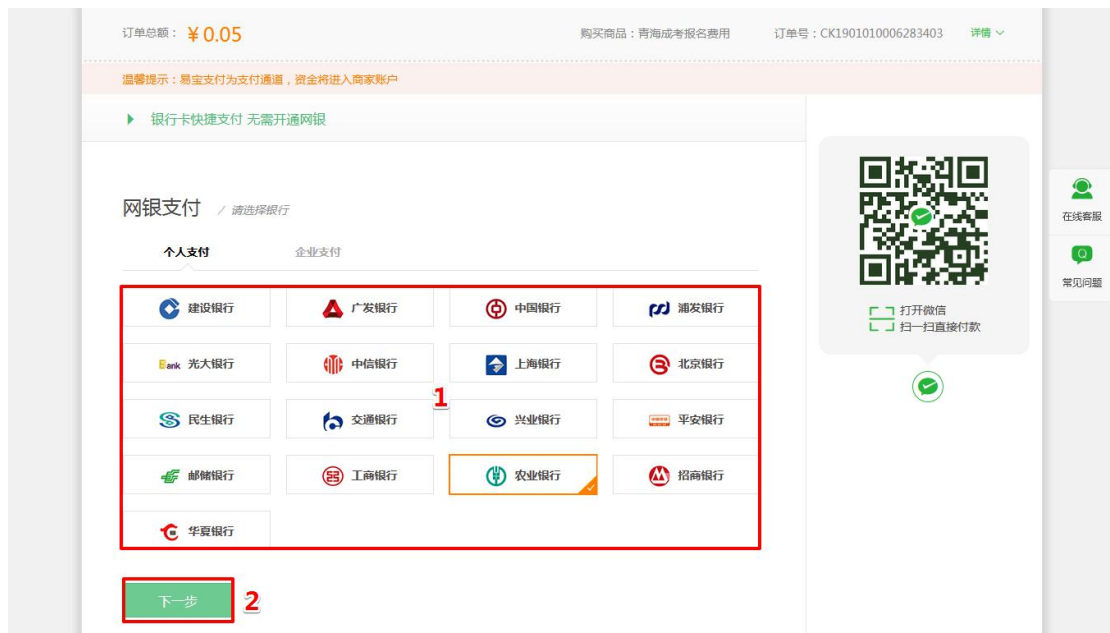 订单总额： ￥0.05 购买商品：青海成考报名费用 订单号：CK1901010006283403 详情
温馨提示：易宝支付为支付通道，资金将进入商家账户
银行卡快捷支付 无需开通网银
网银支付 / 请选择银行
个人支付 企业支付
建设银行 广发银行 中国银行 浦发银行
Bank 光大银行 中信银行 上海银行 北京银行
1
民生银行 交通银行 兴业银行 平安银行
邮储银行 工商银行 农业银行 招商银行
华夏银行
下一步 2
打开微信
扫一扫直接付款
在线客服
Q
常见问题